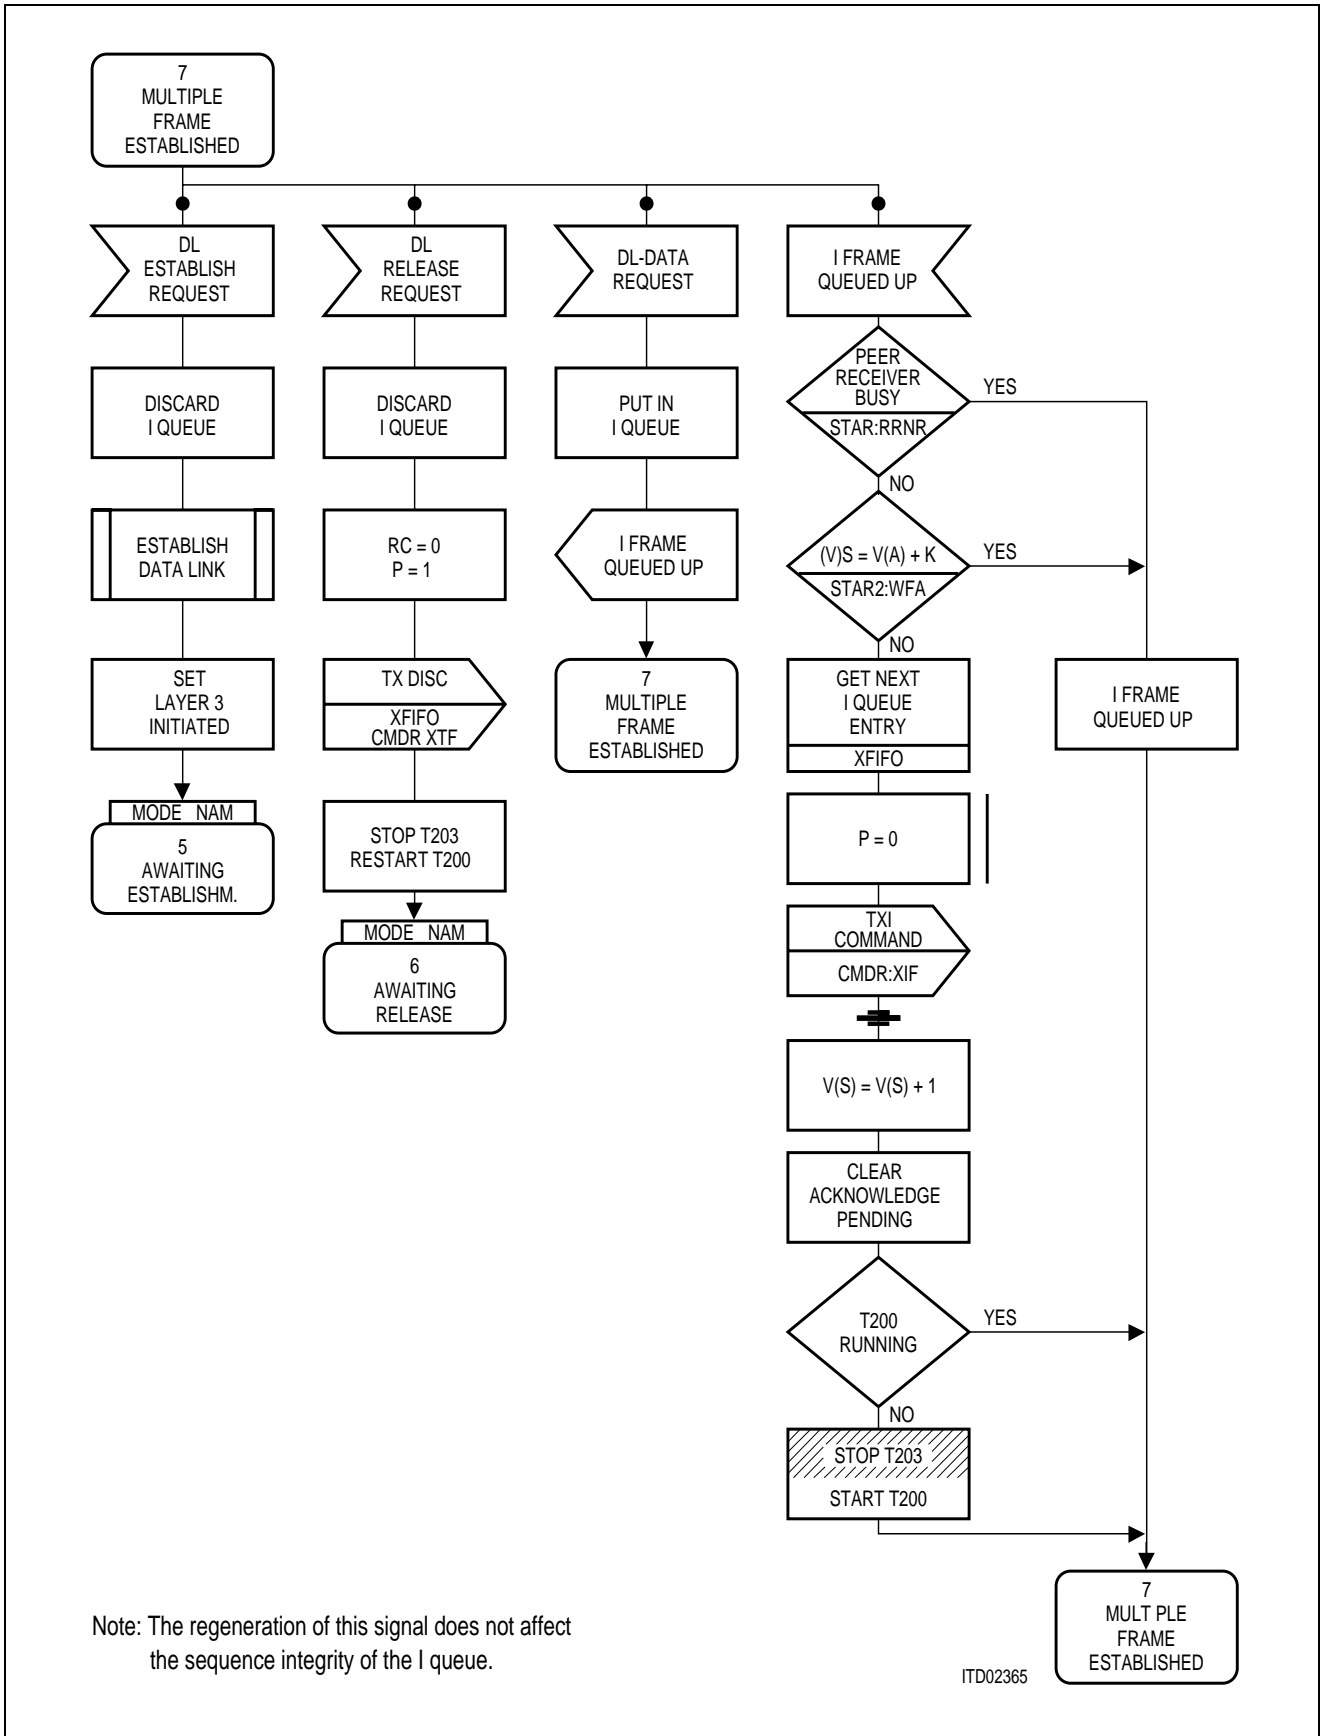 7
MULTIPLE
FRAME
ESTABLISHED
DL
ESTABLISH
REQUEST
DISCARD
I QUEUE
ESTABLISH
DATA LINK
SET
LAYER 3
INITIATED
MODE NAM
5
AWAITING
ESTABLISHM.
DL
RELEASE
REQUEST
DISCARD
I QUEUE
RC = 0
P = 1
TX DISC
XFIFO
CMDR XTF
STOP T203
RESTART T200
MODE NAM
6
AWAITING
RELEASE
DL-DATA
REQUEST
PUT IN
I QUEUE
I FRAME
QUEUED UP
7
MULTIPLE
FRAME
ESTABLISHED
I FRAME
QUEUED UP
PEER
RECEIVER
BUSY
STAR:RRNR
YES
NO
(V)S = V(A) + K
STAR2:WFA
YES
NO
GET NEXT
I QUEUE
ENTRY
XFIFO
P = 0
TXI
COMMAND
CMDR:XIF
V(S) = V(S) + 1
CLEAR
ACKNOWLEDGE
PENDING
T200
RUNNING
YES
NO
STOP T203
START T200
I FRAME
QUEUED UP
7
MULT PLE
FRAME
ESTABLISHED
Note: The regeneration of this signal does not affect
the sequence integrity of the I queue.
ITD02365